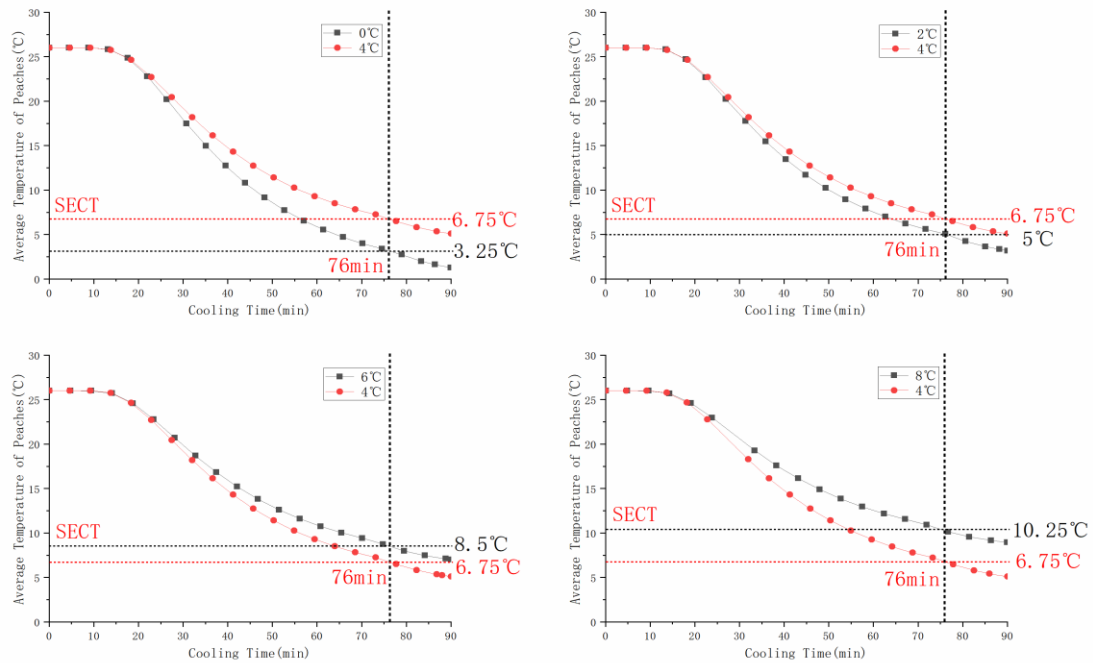 0℃
4℃
Average Temperature of Peaches(℃)
30
25
20
15
10
5
0
SECT
6.75℃
3.25℃
76min
0 10 20 30 40 50 60 70 80 90
Cooling Time(min)
2℃
4℃
Average Temperature of Peaches(℃)
30
25
20
15
10
5
0
SECT
6.75℃
5℃
76min
0 10 20 30 40 50 60 70 80 90
Cooling Time(min)
6℃
4℃
Average Temperature of Peaches(℃)
30
25
20
15
10
5
0
SECT
8.5℃
6.75℃
76min
0 10 20 30 40 50 60 70 80 90
Cooling Time(min)
8℃
4℃
Average Temperature of Peaches(℃)
30
25
20
15
10
5
0
SECT
10.25℃
6.75℃
76min
0 10 20 30 40 50 60 70 80 90
Cooling Time(min)